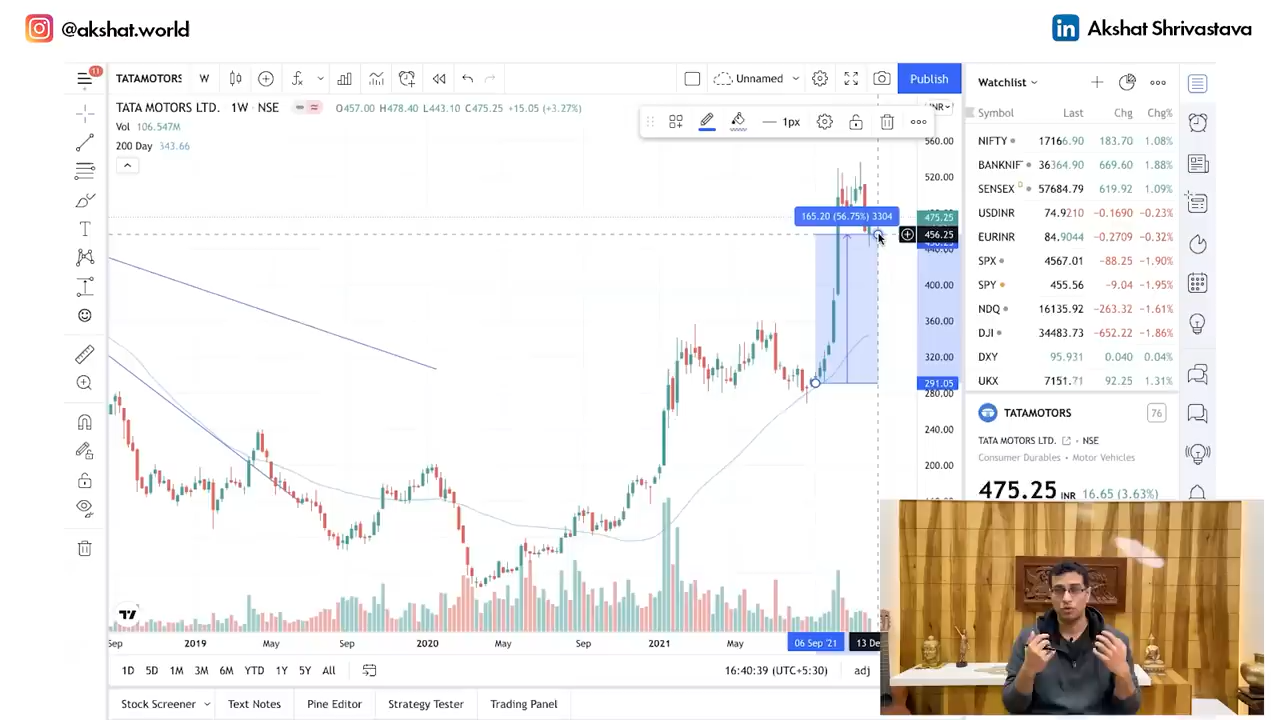 @akshat.world
Akshat Shrivastava
11
TATAMOTORS
W
Unnamed
Publish
TATA MOTORS LTD. 1W NSE
O457.00 H478.40 L443.10 C475.25 +15.05 (+3.27%)
Vol 106.547M
200 Day 343.66
1px
560.00
520.00
475.25
456.25
400.00
360.00
320.00
291.05
280.00
240.00
200.00
165.20 (56.75%) 3304
Sep
2019
May
Sep
2020
May
Sep
2021
May
06 Sep '21
13 De
1D 5D 1M 3M 6M YTD 1Y 5Y All
16:40:39 (UTC+5:30)
adj
Stock Screener
Text Notes
Pine Editor
Strategy Tester
Trading Panel
Watchlist
Symbol Last Chg Chg%
NIFTY 17166.90 183.70 1.08%
BANKNIF 36364.90 669.60 1.88%
SENSEX D 57684.79 619.92 1.09%
USDINR 74.9210 −0.1690 −0.23%
EURINR 84.9044 −0.2709 −0.32%
SPX 4567.01 −88.25 −1.90%
SPY 455.56 −9.04 −1.95%
NDQ 16135.92 −263.32 −1.61%
DJI 34483.73 −652.22 −1.86%
DXY 95.931 0.040 0.04%
UKX 7151.71 92.25 1.31%
TATAMOTORS
76
TATA MOTORS LTD. • NSE
Consumer Durables • Motor Vehicles
475.25 INR 16.65 (3.63%)